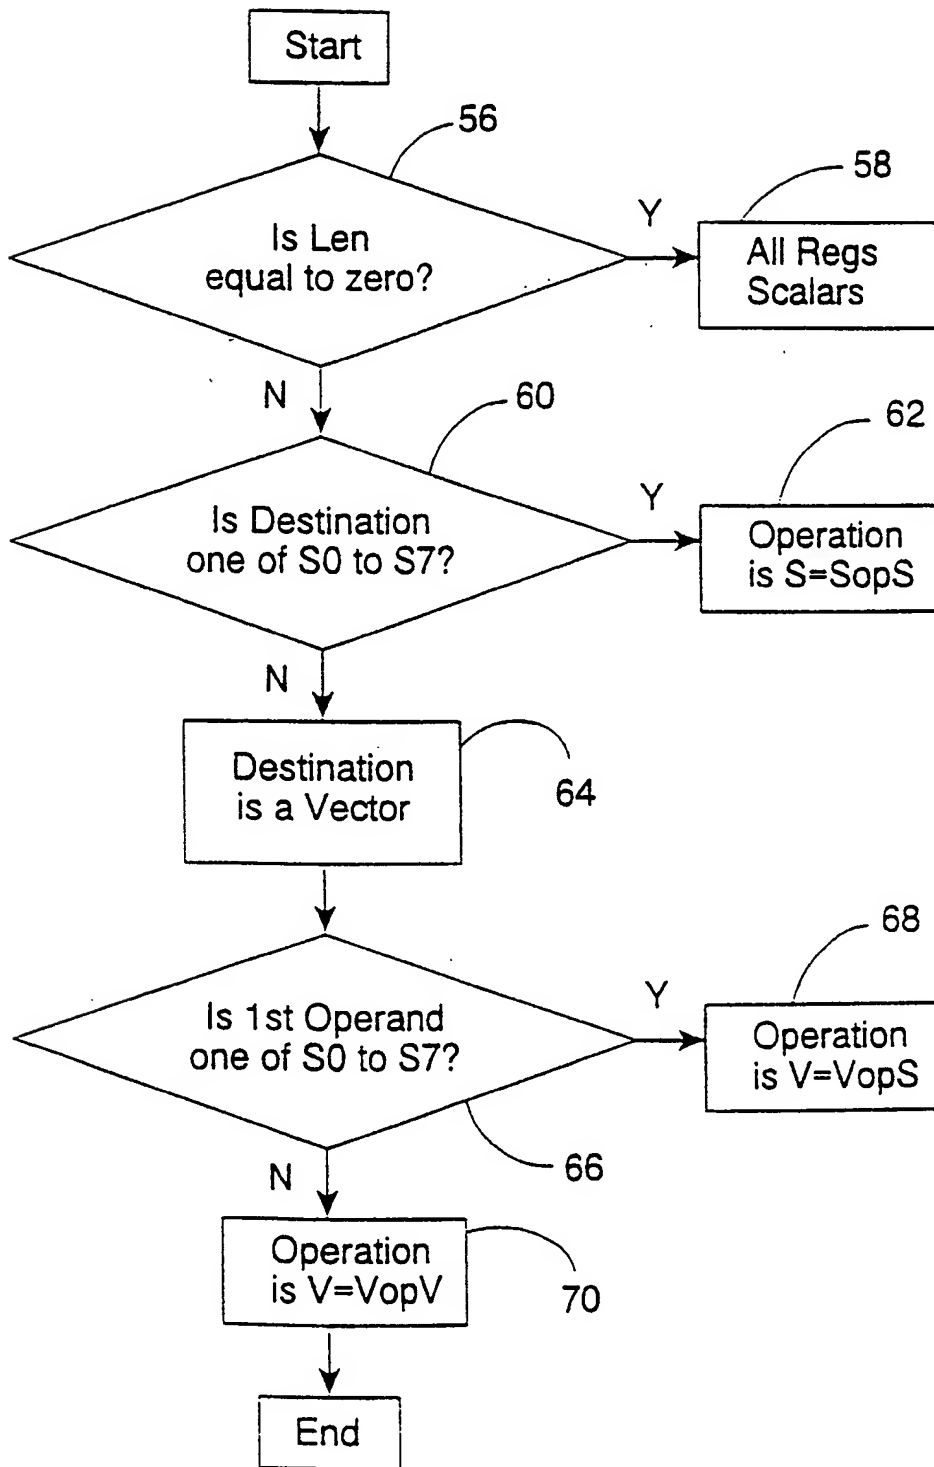 Start
56
Is Len
equal to zero?
Y
58
All Regs
Scalars
N
60
Is Destination
one of S0 to S7?
Y
62
Operation
is S=SopS
N
Destination
is a Vector
64
Is 1st Operand
one of S0 to S7?
Y
68
Operation
is V=VopS
66
N
Operation
is V=VopV
70
End